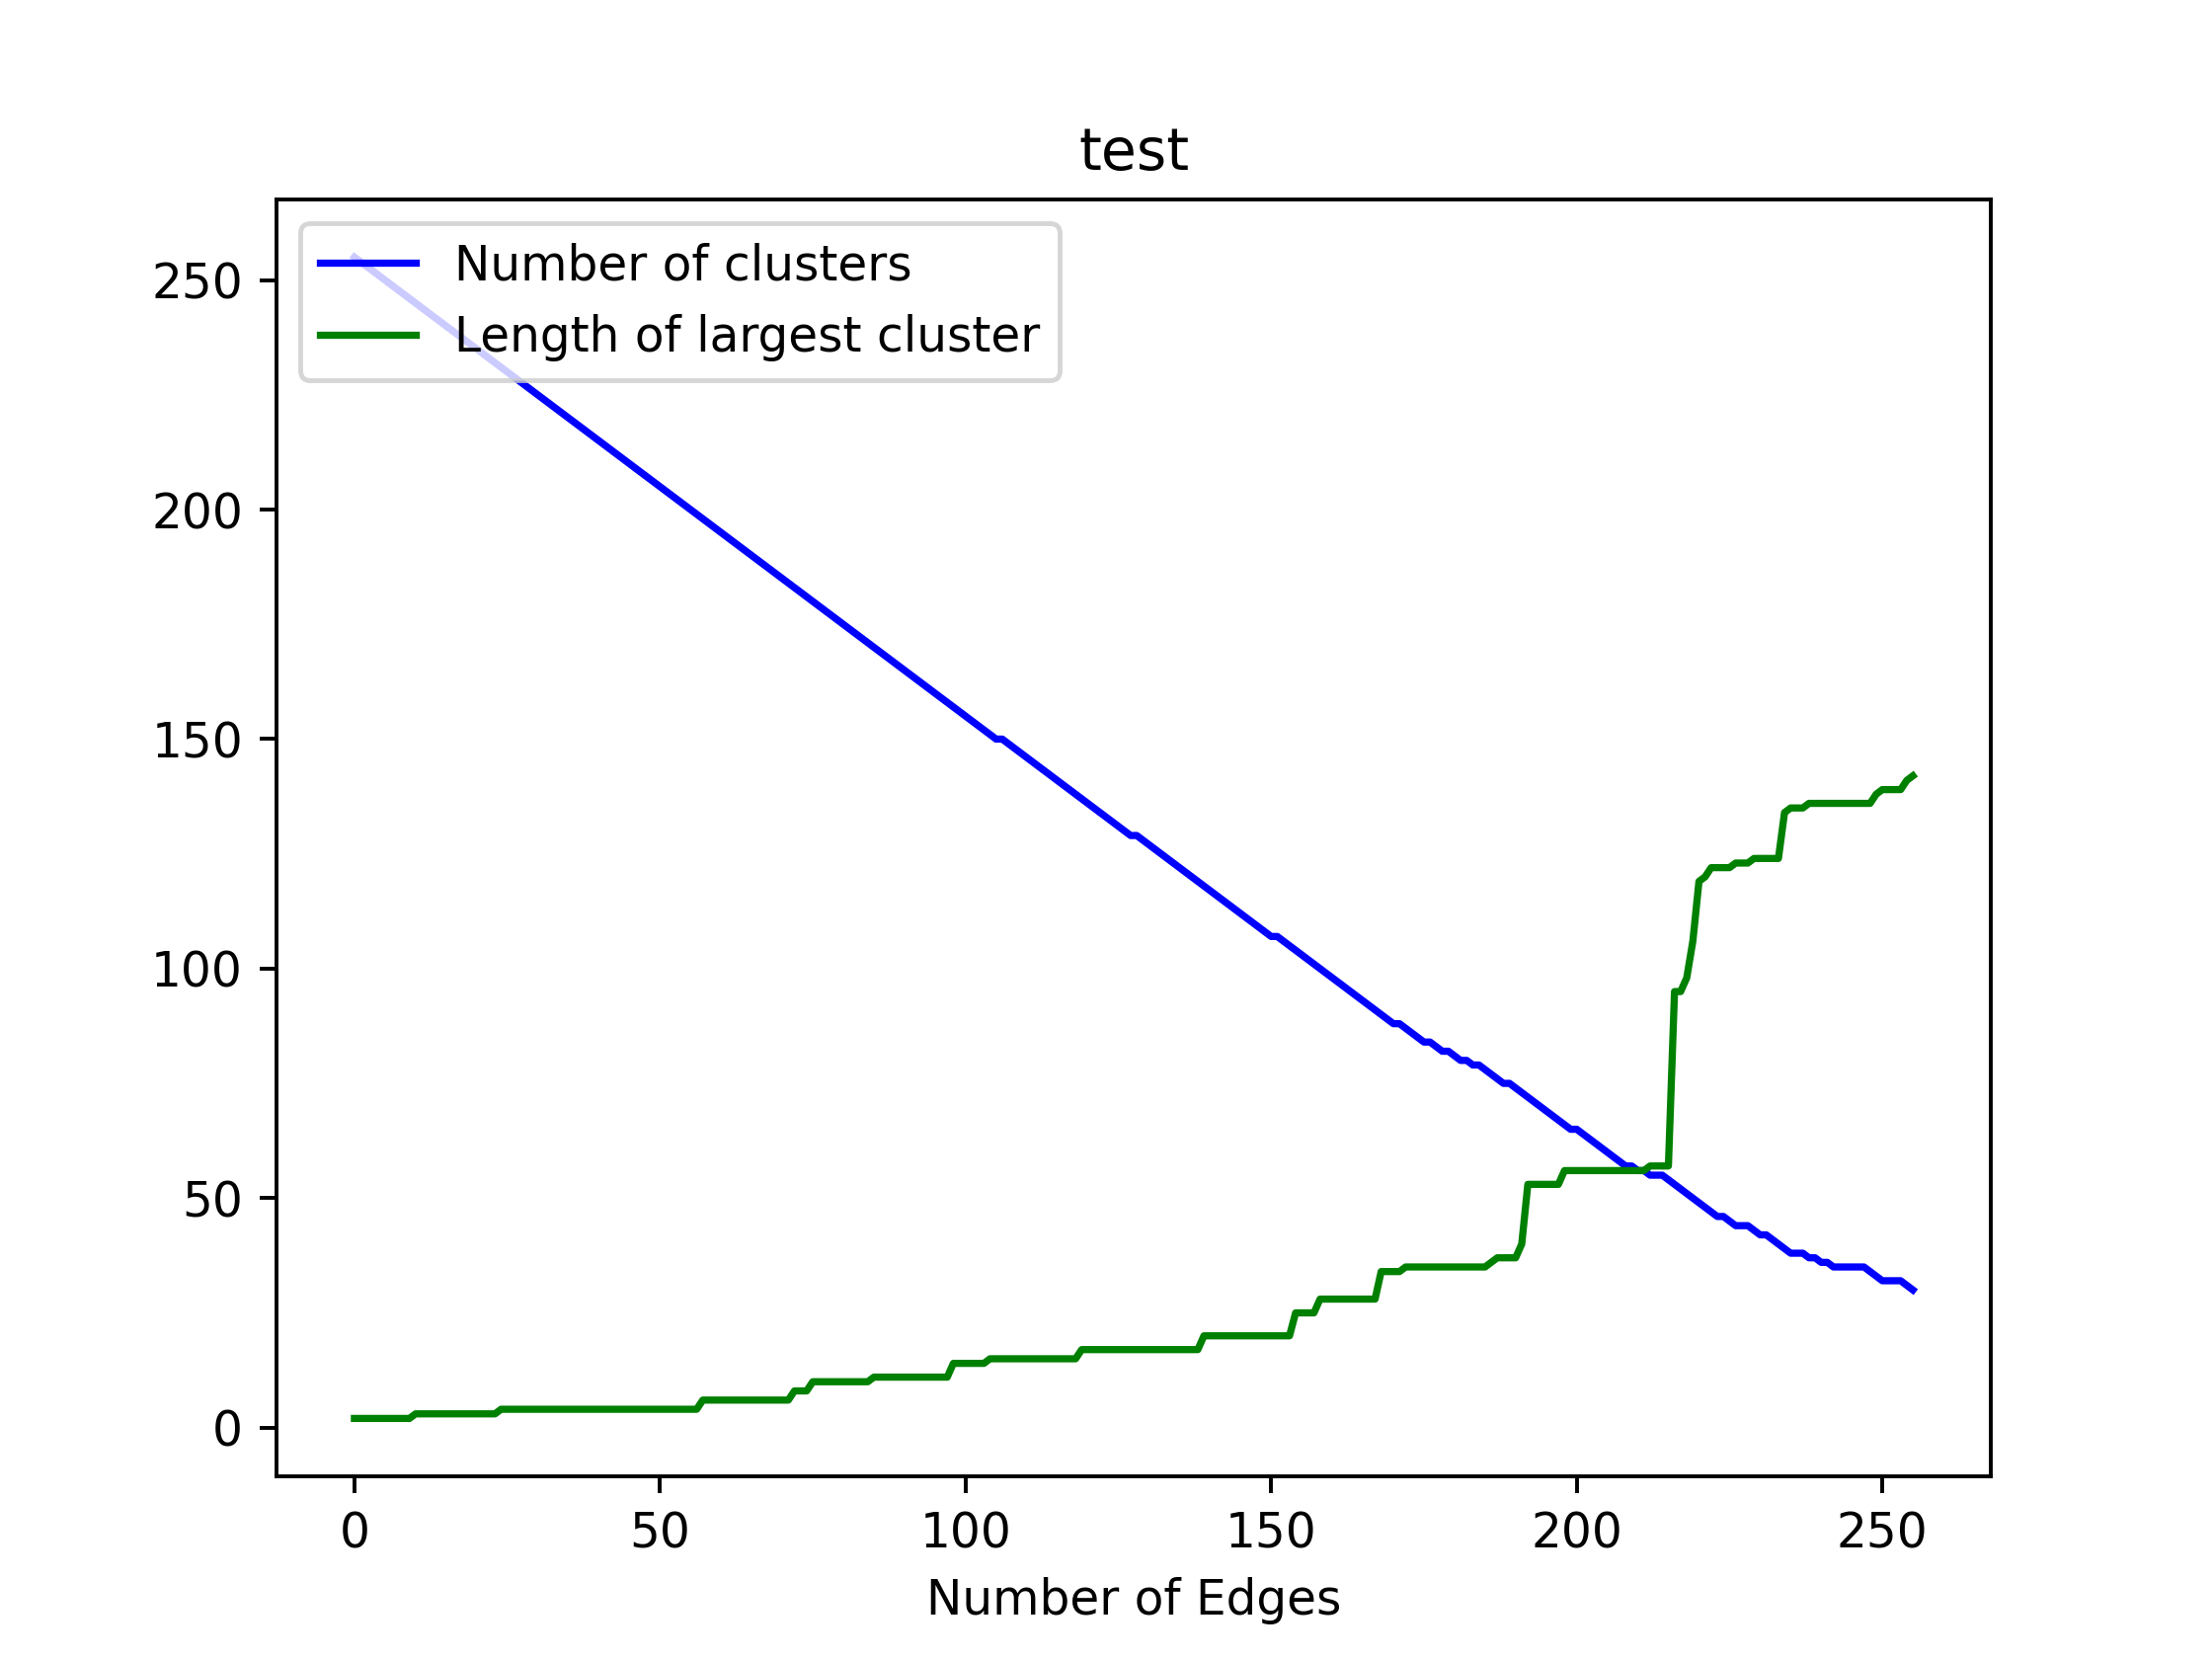 test
Number of clusters
Length of largest cluster
250
200
150
100
50
0
0 50 100 150 200 250
Number of Edges